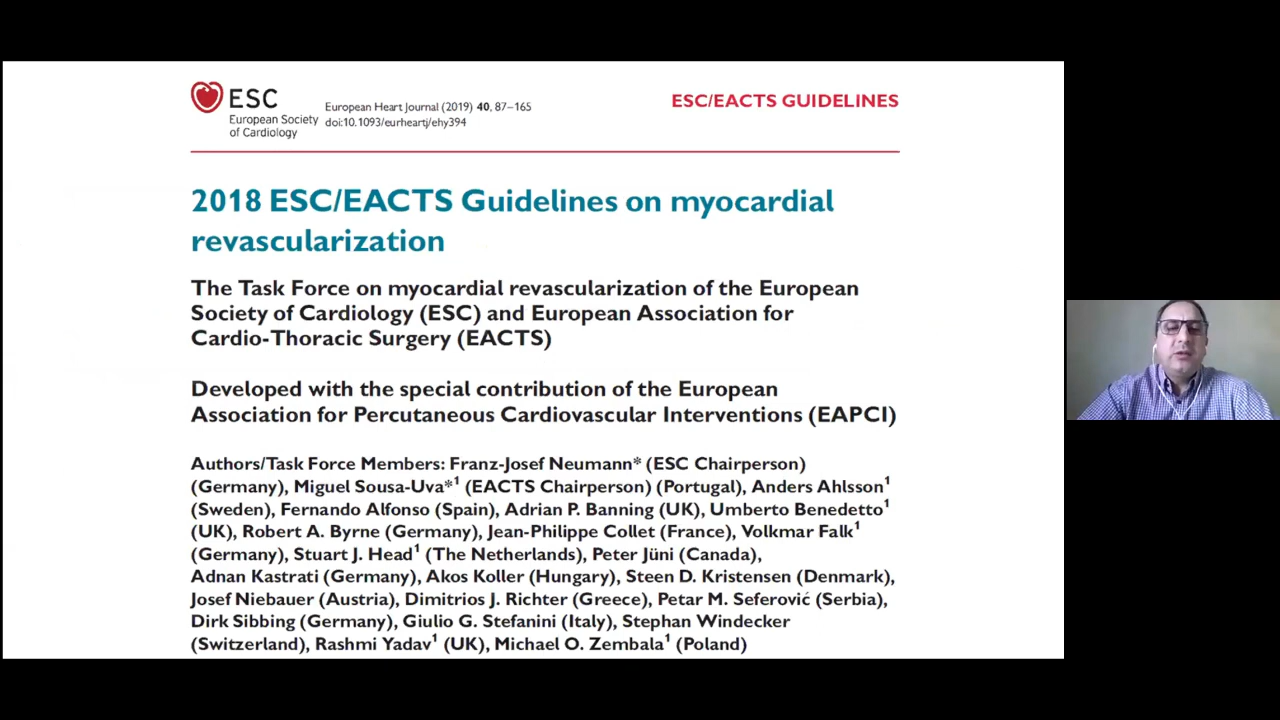 ESC
European Society
of Cardiology
European Heart Journal (2019) 40, 87–165
doi:10.1093/eurheartj/ehy394
ESC/EACTS GUIDELINES
2018 ESC/EACTS Guidelines on myocardial
revascularization
The Task Force on myocardial revascularization of the European
Society of Cardiology (ESC) and European Association for
Cardio-Thoracic Surgery (EACTS)
Developed with the special contribution of the European
Association for Percutaneous Cardiovascular Interventions (EAPCI)
Authors/Task Force Members: Franz-Josef Neumann* (ESC Chairperson)
(Germany), Miguel Sousa-Uva*¹ (EACTS Chairperson) (Portugal), Anders Ahlsson¹
(Sweden), Fernando Alfonso (Spain), Adrian P. Banning (UK), Umberto Benedetto¹
(UK), Robert A. Byrne (Germany), Jean-Philippe Collet (France), Volkmar Falk¹
(Germany), Stuart J. Head¹ (The Netherlands), Peter Jüni (Canada),
Adnan Kastrati (Germany), Akos Koller (Hungary), Steen D. Kristensen (Denmark),
Josef Niebauer (Austria), Dimitrios J. Richter (Greece), Petar M. Seferović (Serbia),
Dirk Sibbing (Germany), Giulio G. Stefanini (Italy), Stephan Windecker
(Switzerland), Rashmi Yadav¹ (UK), Michael O. Zembala¹ (Poland)